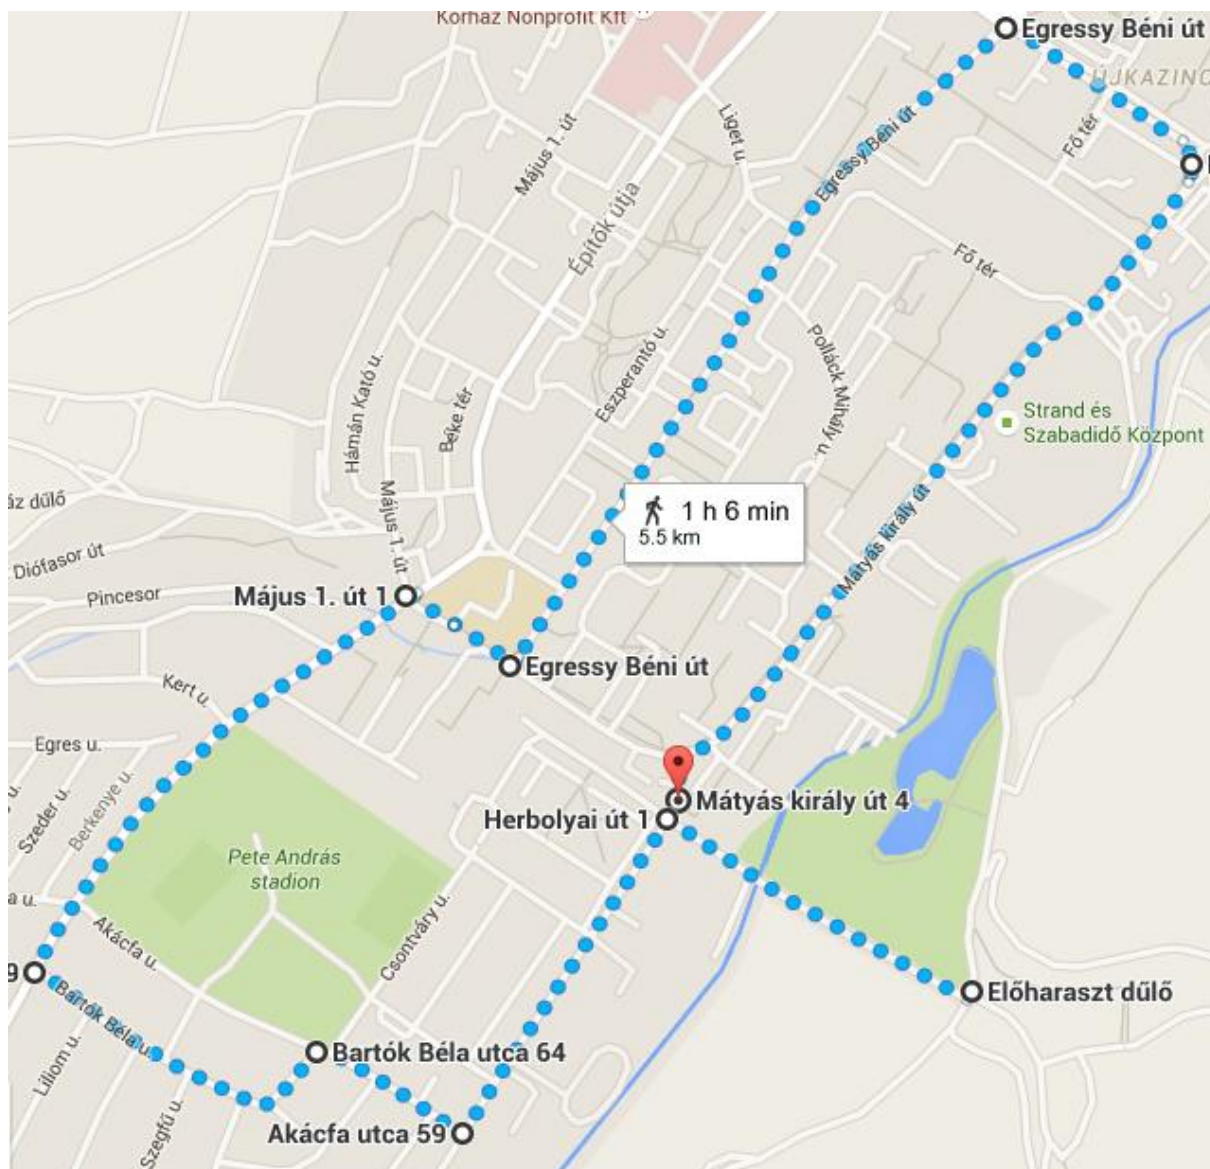 Kórház Nonprofit Kft
Egressy Béni út
ÚJKAZINC
Liget u.
Fő tér
Május 1. út
Egressy Béni út
Építők útja
Fő tér
Eszperantó u.
Pollack Mihály u.
Hámán Kató u.
Béke tér
Strand és
Szabadidő Központ
Május 1. út
áz dűlő
1 h 6 min
5.5 km
Mátyás király út
Diófasor út
Pincesor
Május 1. út 1
Egressy Béni út
Kert u.
Egres u.
Szeder u.
Berkenye u.
Mátyás király út 4
Herbolyai út 1
Pete András
stadion
a u.
Akácfa u.
Csontváry u.
9
Bartók Béla u.
Előharaszt dűlő
Liliom u.
Bartók Béla utca 64
Szegfű u.
Akácfa utca 59